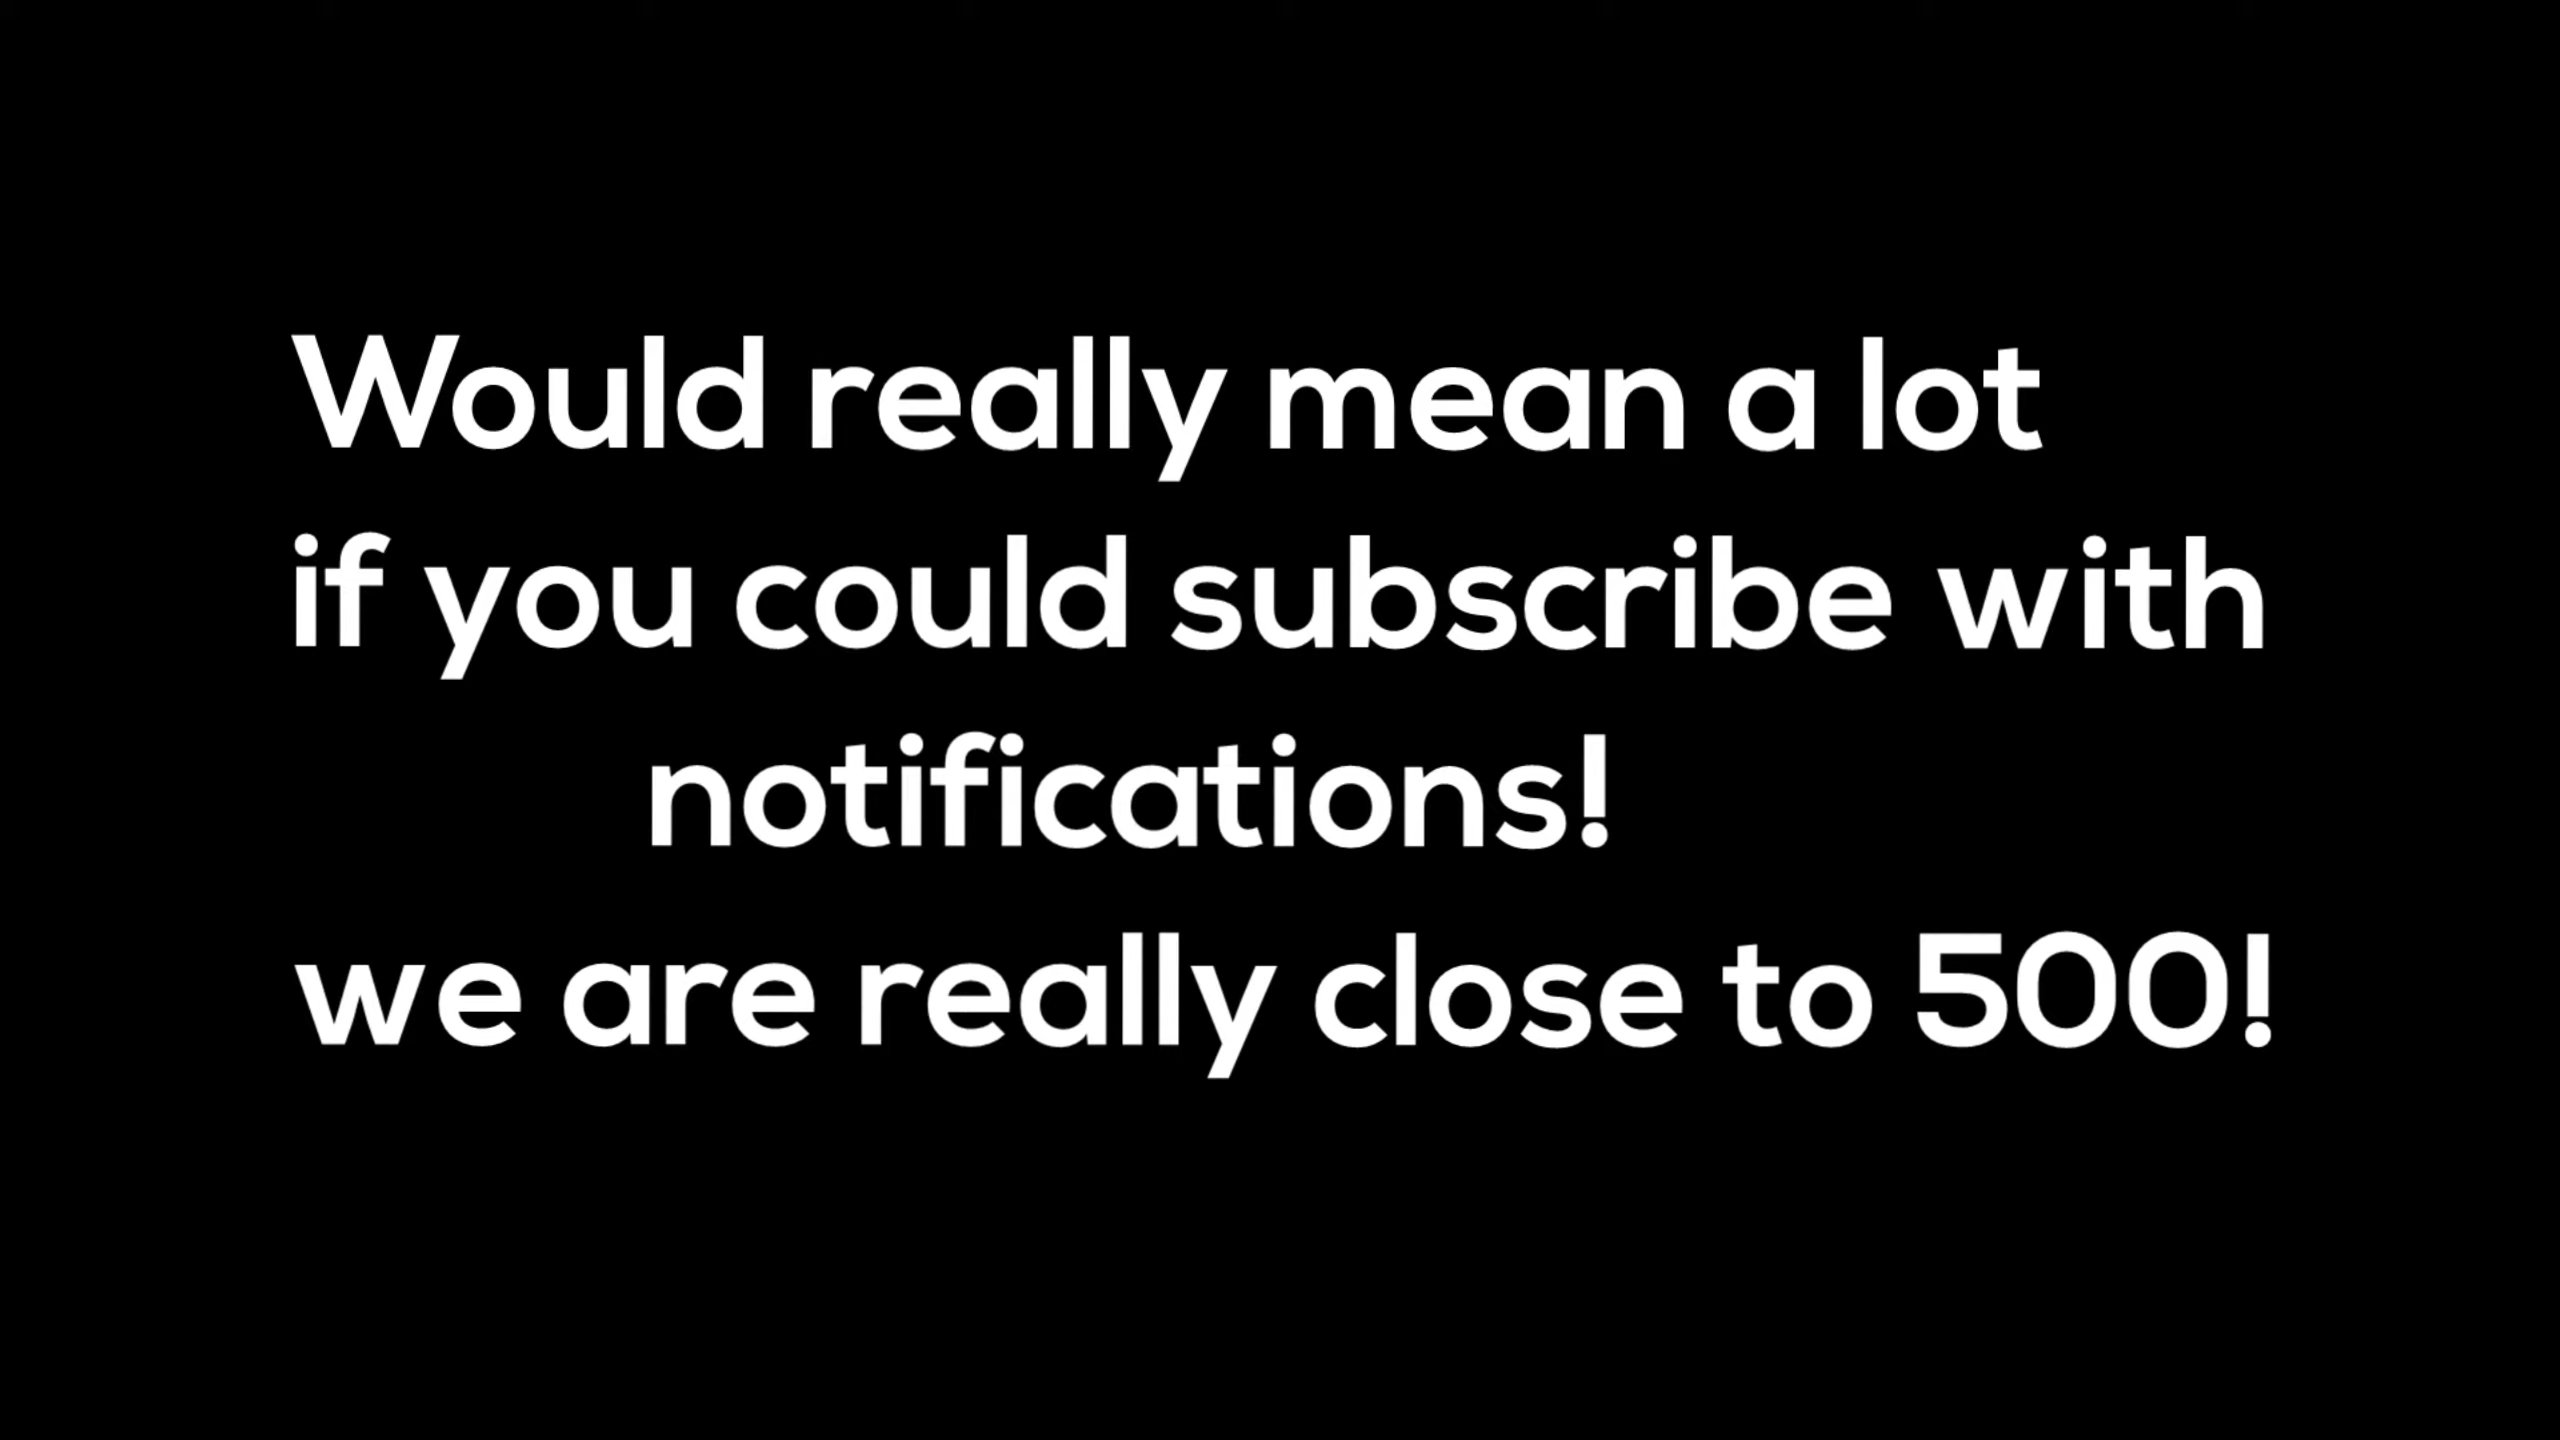 Would really mean a lot
if you could subscribe with
notifications!
we are really close to 500!